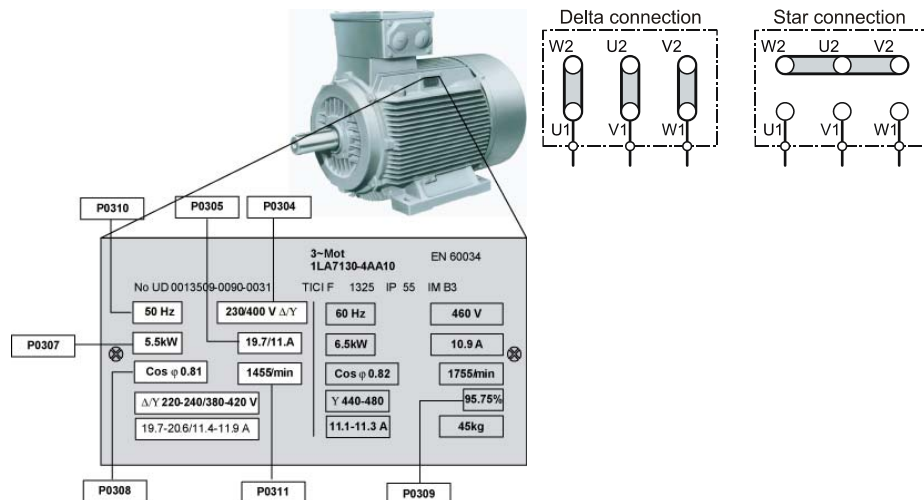 Delta connection
Star connection
W2 U2 V2
W2 U2 V2
U1 V1 W1
U1 V1 W1
P0310 P0305 P0304
3~Mot EN 60034
1LA7130-4AA10
No UD 0013509-0090-0031 TICI F 1325 IP 55 IM B3
50 Hz 230/400 V Δ/Y 60 Hz 460 V
P0307 5.5kW 19.7/11.A 6.5kW 10.9 A
Cos φ 0.81 1455/min Cos φ 0.82 1755/min
Δ/Y 220-240/380-420 V Y 440-480 95.75%
19.7-20.6/11.4-11.9 A 11.1-11.3 A 45kg
P0308 P0311 P0309